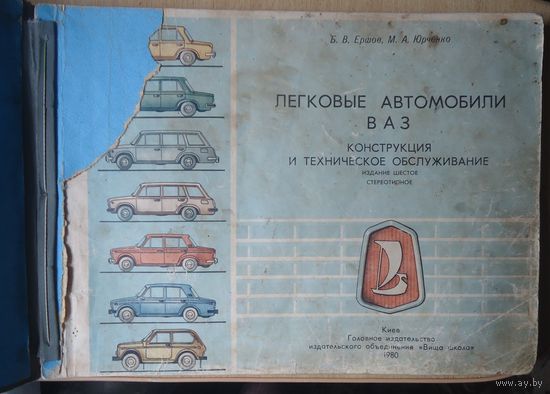 Б. В. Ершов, М. А. Юрченко
ЛЕГКОВЫЕ АВТОМОБИЛИ
ВАЗ
КОНСТРУКЦИЯ
И ТЕХНИЧЕСКОЕ ОБСЛУЖИВАНИЕ
ИЗДАНИЕ ШЕСТОЕ
СТЕРЕОТИПНОЕ
Киев
Головное издательство
издательского объединения «Вища школа»
1980
www.ay.by